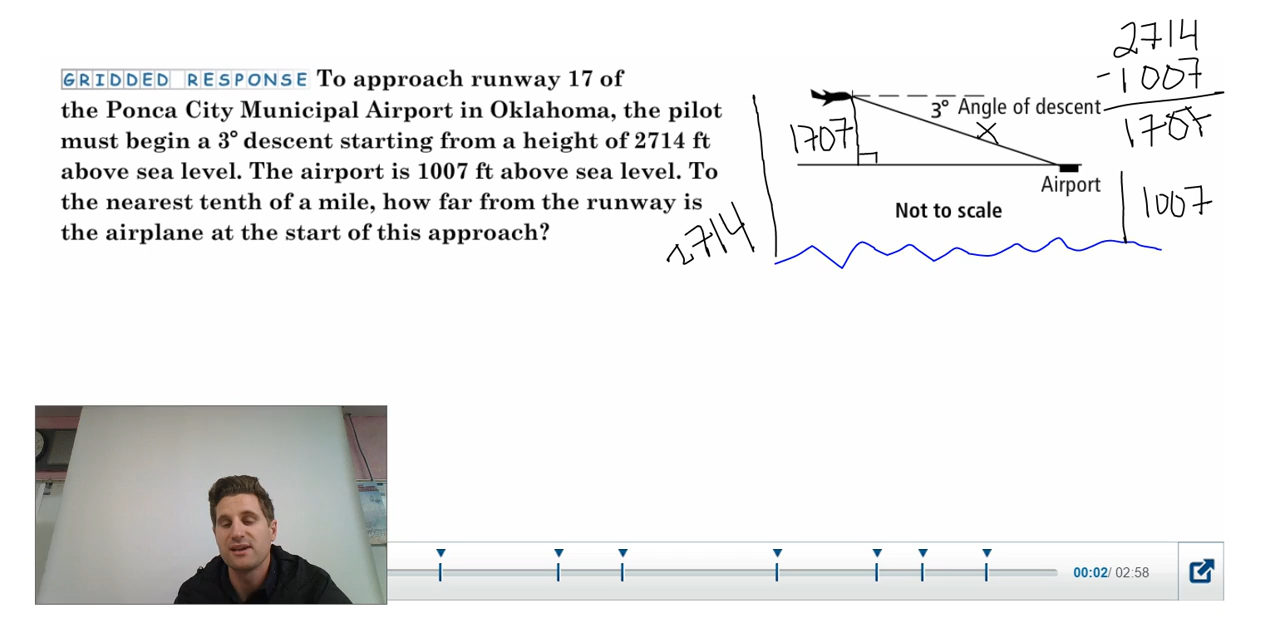 GRIDDED RESPONSE To approach runway 17 of
the Ponca City Municipal Airport in Oklahoma, the pilot
must begin a 3° descent starting from a height of 2714 ft
above sea level. The airport is 1007 ft above sea level. To
the nearest tenth of a mile, how far from the runway is
the airplane at the start of this approach?
2714
-1007
1707
3° Angle of descent
x
1707
Airport
1007
Not to scale
2714
00:02/ 02:58